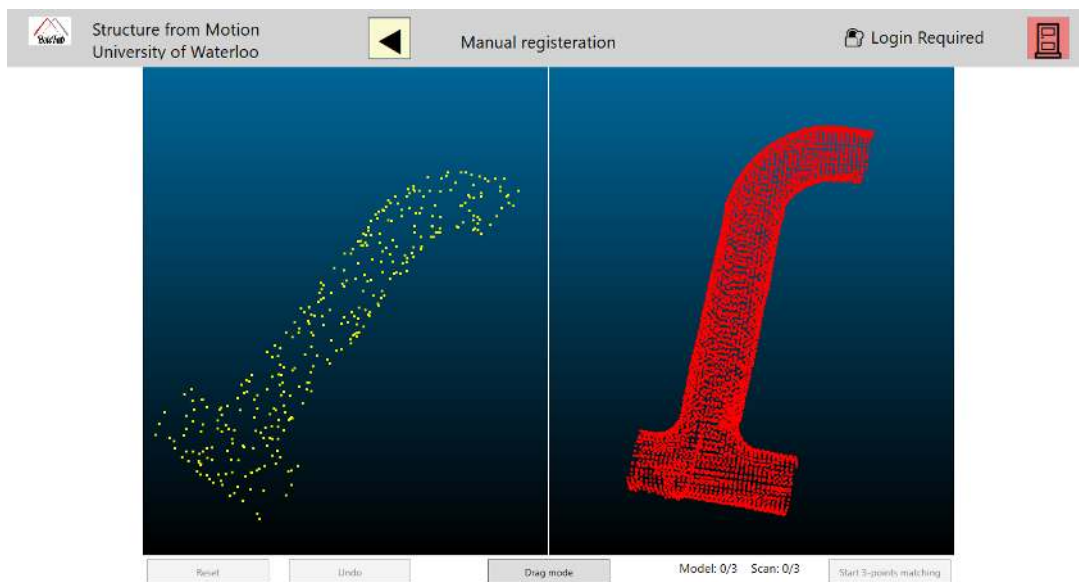 Structure from Motion
University of Waterloo
Manual registeration
Login Required
Reset
Undo
Drag mode
Model: 0/3 Scan: 0/3
Start 3-points matching